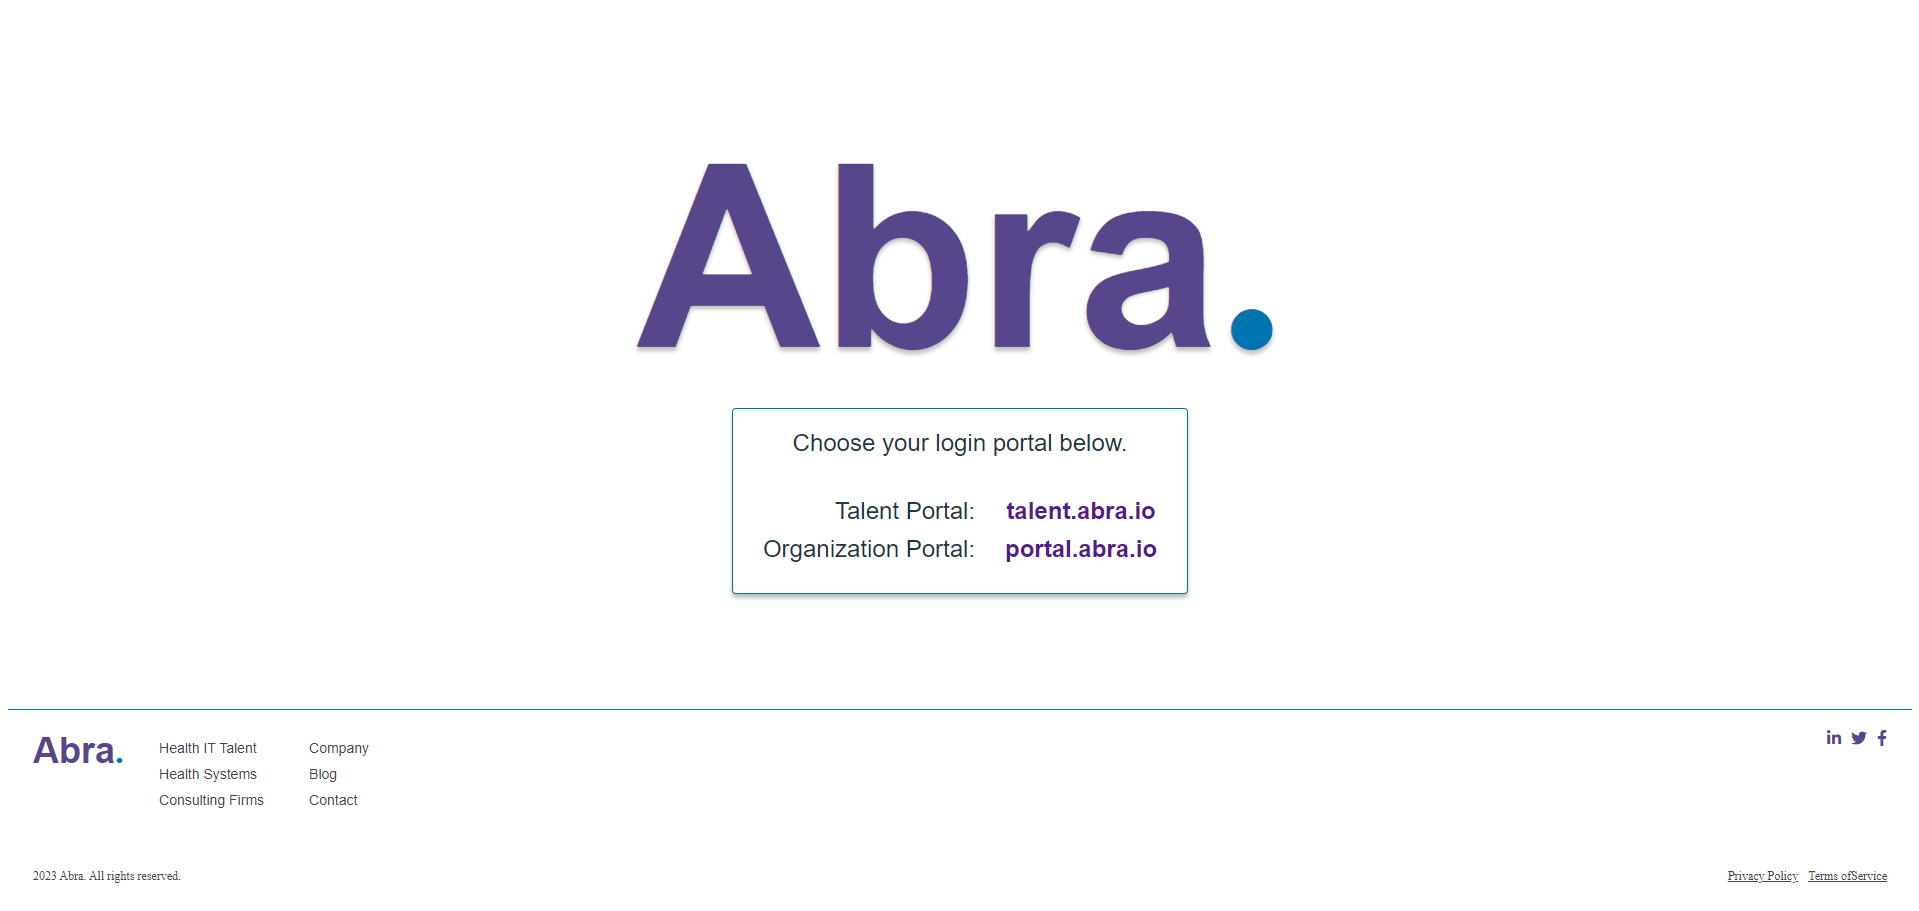 Abra.
Choose your login portal below.
Talent Portal: talent.abra.io
Organization Portal: portal.abra.io
Abra.
Health IT Talent
Health Systems
Consulting Firms
Company
Blog
Contact
in
2023 Abra. All rights reserved.
Privacy Policy Terms ofService